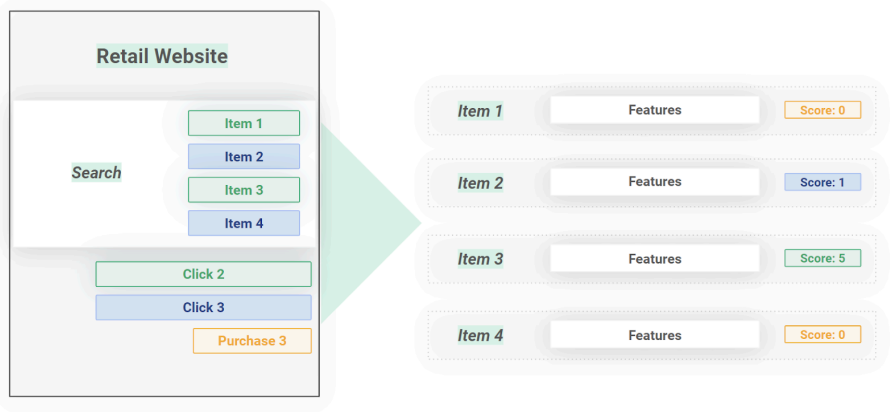 Retail Website
Search
Item 1
Item 2
Item 3
Item 4
Click 2
Click 3
Purchase 3
Item 1 Features Score: 0
Item 2 Features Score: 1
Item 3 Features Score: 5
Item 4 Features Score: 0